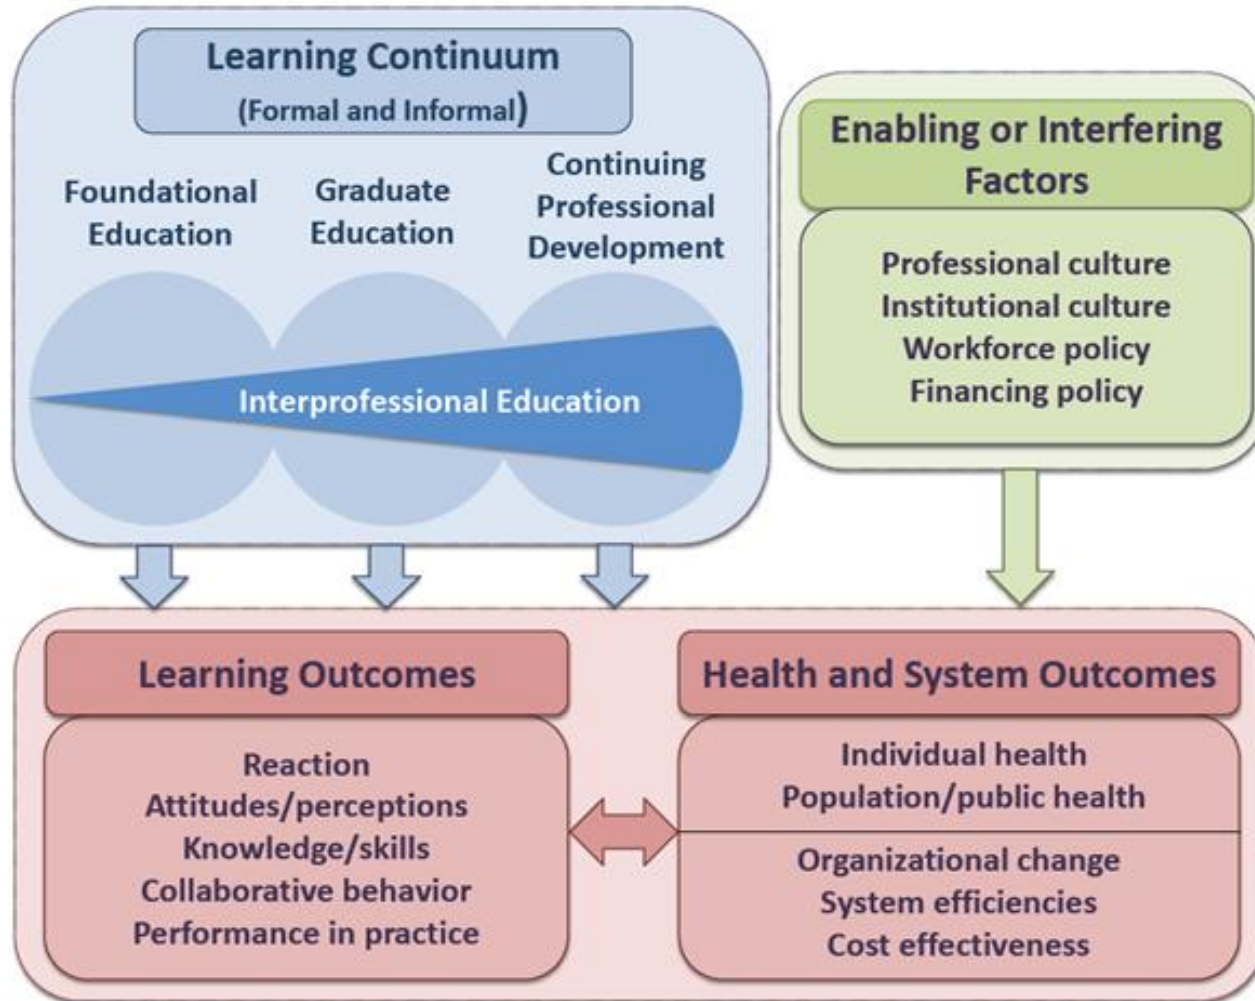 Learning Continuum
(Formal and Informal)
Foundational
Education
Graduate
Education
Continuing
Professional
Development
Interprofessional Education
Enabling or Interfering
Factors
Professional culture
Institutional culture
Workforce policy
Financing policy
Learning Outcomes
Reaction
Attitudes/perceptions
Knowledge/skills
Collaborative behavior
Performance in practice
Health and System Outcomes
Individual health
Population/public health
Organizational change
System efficiencies
Cost effectiveness